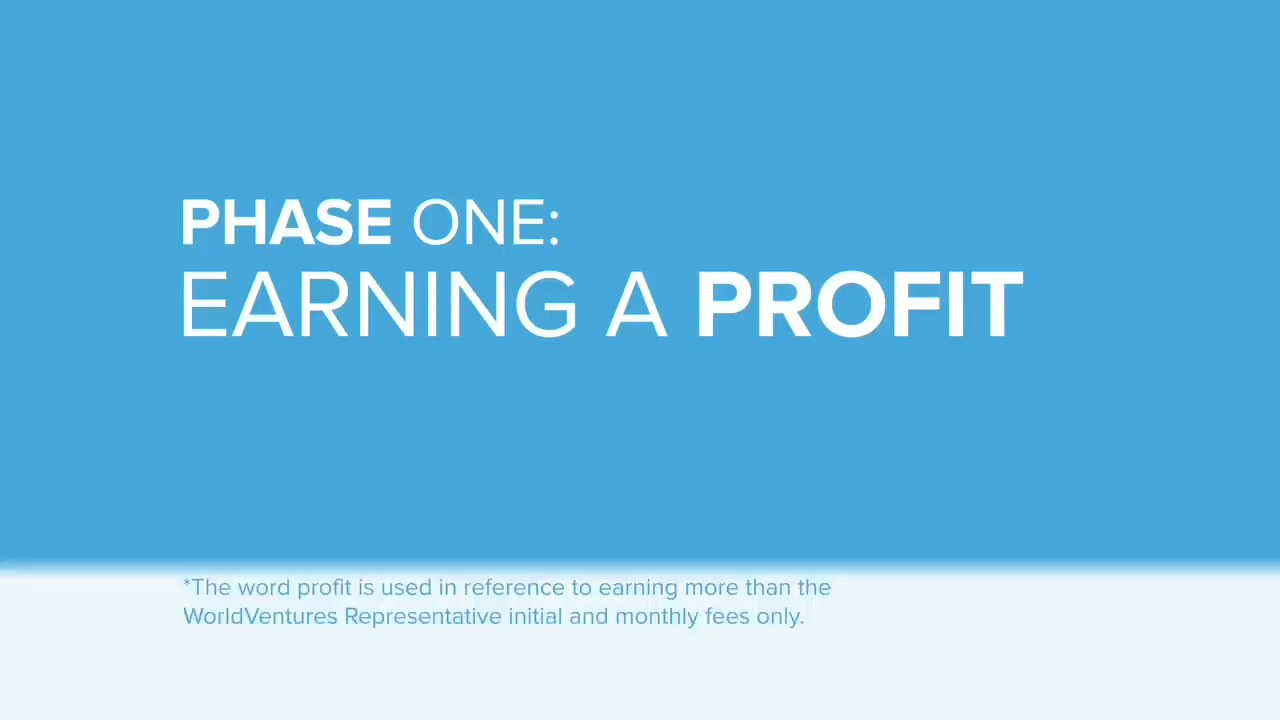 PHASE ONE:
EARNING A PROFIT
*The word profit is used in reference to earning more than the
WorldVentures Representative initial and monthly fees only.